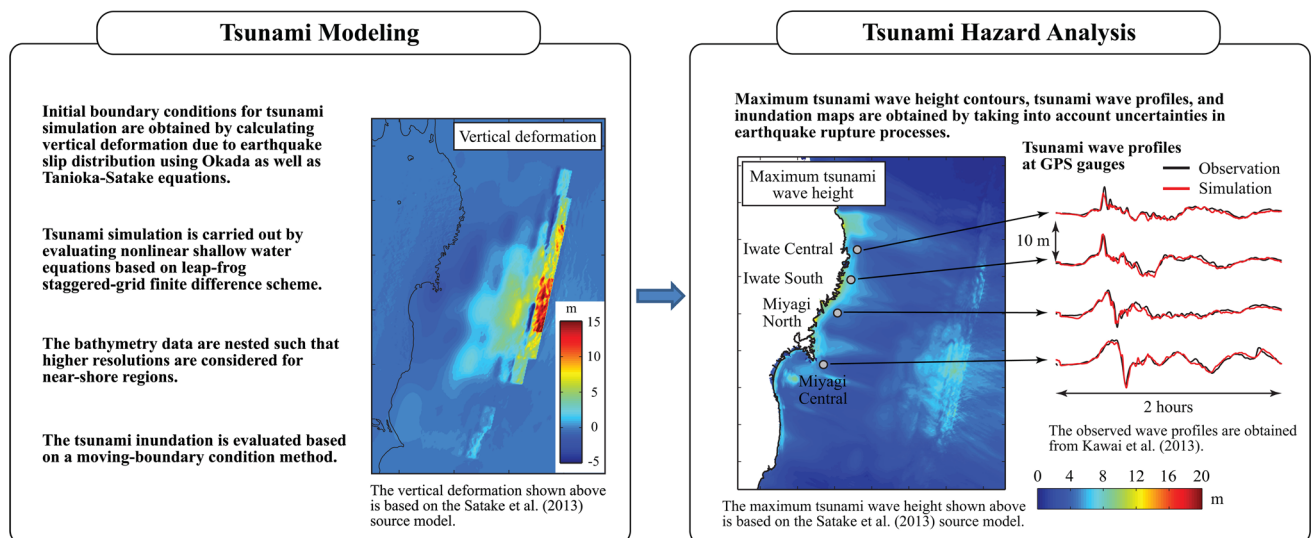 Tsunami Modeling
Initial boundary conditions for tsunami
simulation are obtained by calculating
vertical deformation due to earthquake
slip distribution using Okada as well as
Tanioka-Satake equations.
Tsunami simulation is carried out by
evaluating nonlinear shallow water
equations based on leap-frog
staggered-grid finite difference scheme.
The bathymetry data are nested such that
higher resolutions are considered for
near-shore regions.
The tsunami inundation is evaluated based
on a moving-boundary condition method.
Vertical deformation
m
15
10
5
0
-5
The vertical deformation shown above
is based on the Satake et al. (2013)
source model.
Tsunami Hazard Analysis
Maximum tsunami wave height contours, tsunami wave profiles, and
inundation maps are obtained by taking into account uncertainties in
earthquake rupture processes.
Maximum tsunami
wave height
Iwate Central
Iwate South
Miyagi
North
Miyagi
Central
The maximum tsunami wave height shown above
is based on the Satake et al. (2013) source model.
Tsunami wave profiles
at GPS gauges
Observation
Simulation
10 m
2 hours
The observed wave profiles are obtained
from Kawai et al. (2013).
0 4 8 12 16 20
m